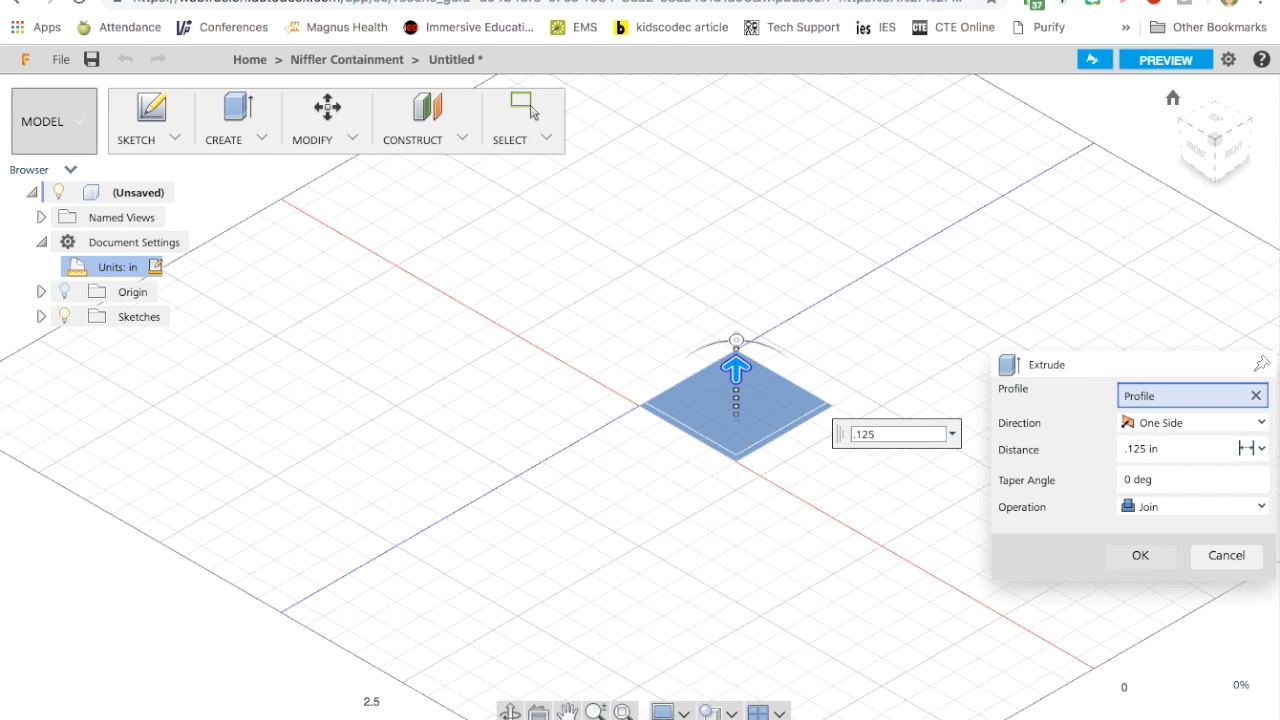 Apps Attendance Conferences Magnus Health Immersive Educati... EMS kidscodec article Tech Support IES CTE Online Purify » Other Bookmarks
File Home > Niffler Containment > Untitled * PREVIEW
MODEL SKETCH CREATE MODIFY CONSTRUCT SELECT
Browser
(Unsaved)
Named Views
Document Settings
Units: in
Origin
Sketches
FRONT RIGHT
.125
Extrude
Profile Profile
Direction One Side
Distance .125 in
Taper Angle 0 deg
Operation Join
OK Cancel
2.5
0
0%